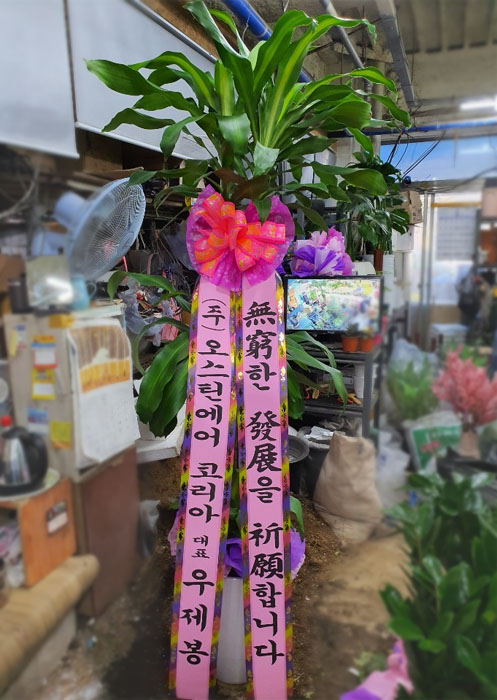 無窮한 發展을 祈願합니다
(주) 오스틴에어 코리아 대표 우제봉